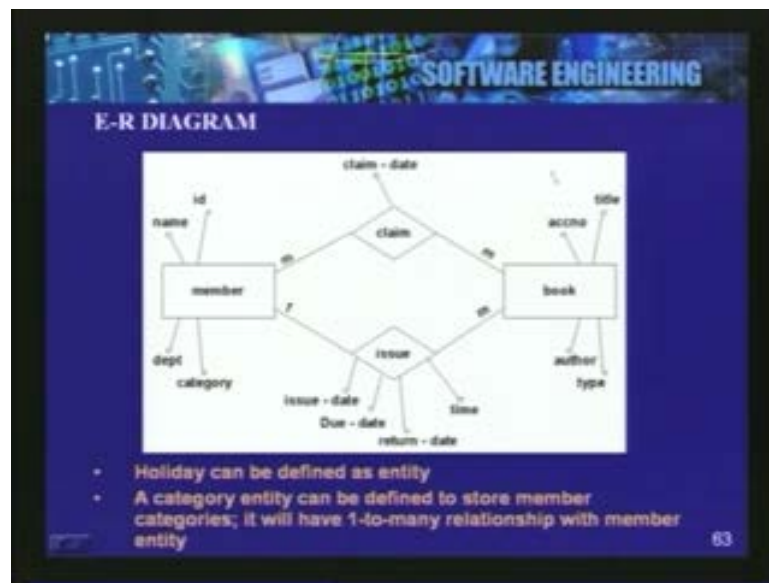 SOFTWARE ENGINEERING
E-R DIAGRAM
claim - date
id
title
name
accno
claim
m
m
member
book
1
m
dept
issue
author
category
type
issue - date
time
Due - date
return - date
• Holiday can be defined as entity
• A category entity can be defined to store member
categories; it will have 1-to-many relationship with member
entity
63